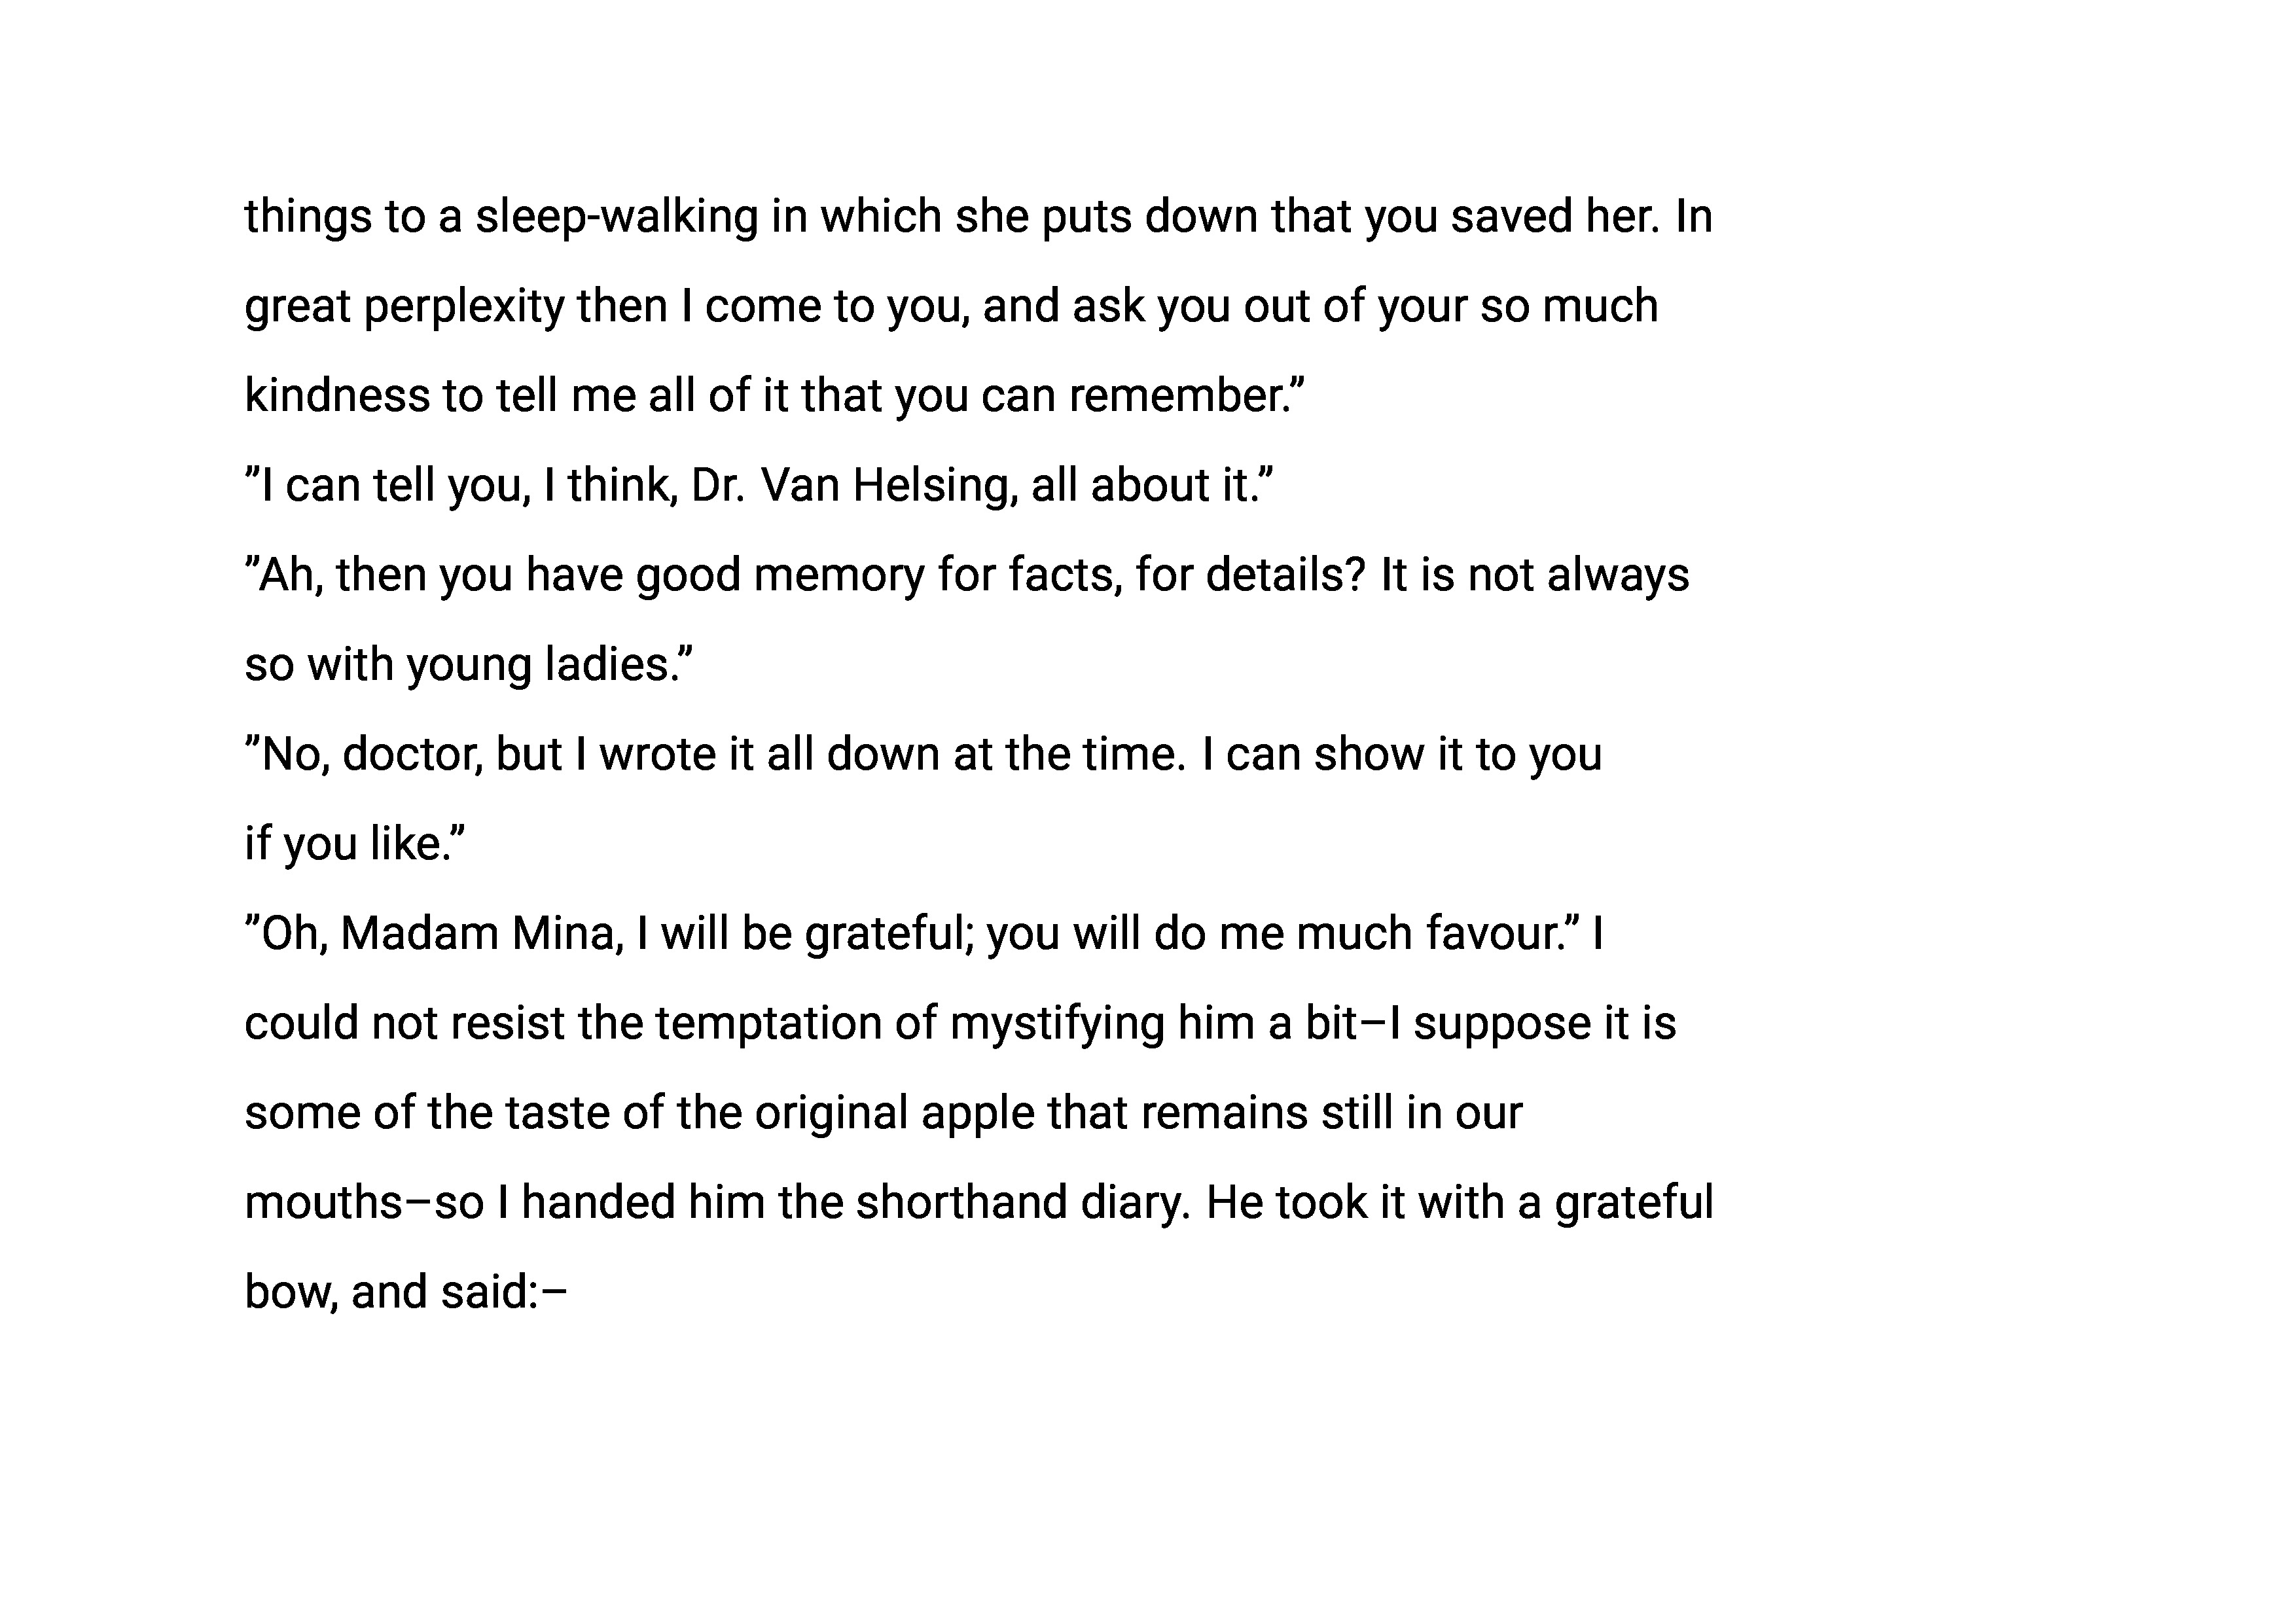 things to a sleep-walking in which she puts down that you saved her. In
great perplexity then I come to you, and ask you out of your so much
kindness to tell me all of it that you can remember.”
”I can tell you, I think, Dr. Van Helsing, all about it.”
”Ah, then you have good memory for facts, for details? It is not always
so with young ladies.”
”No, doctor, but I wrote it all down at the time. I can show it to you
if you like.”
”Oh, Madam Mina, I will be grateful; you will do me much favour.” I
could not resist the temptation of mystifying him a bit–I suppose it is
some of the taste of the original apple that remains still in our
mouths–so I handed him the shorthand diary. He took it with a grateful
bow, and said:–